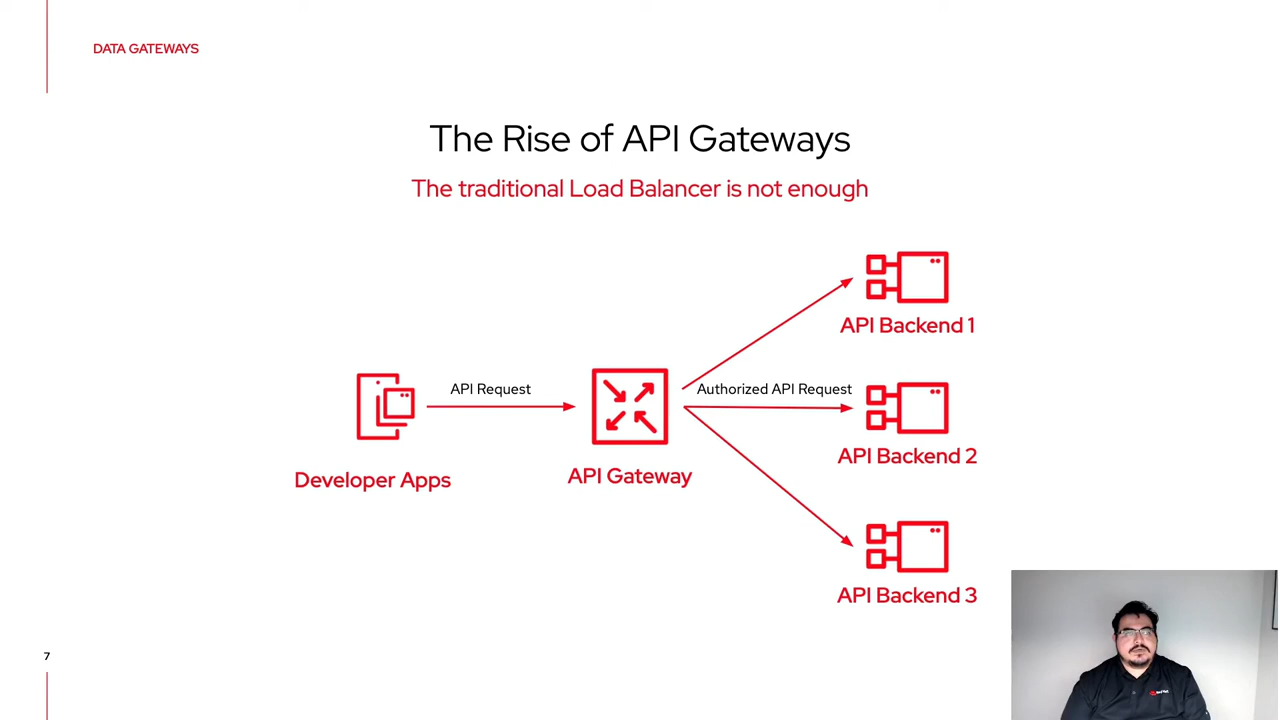 DATA GATEWAYS
The Rise of API Gateways
The traditional Load Balancer is not enough
API Backend 1
API Request
Authorized API Request
API Backend 2
Developer Apps
API Gateway
API Backend 3
7